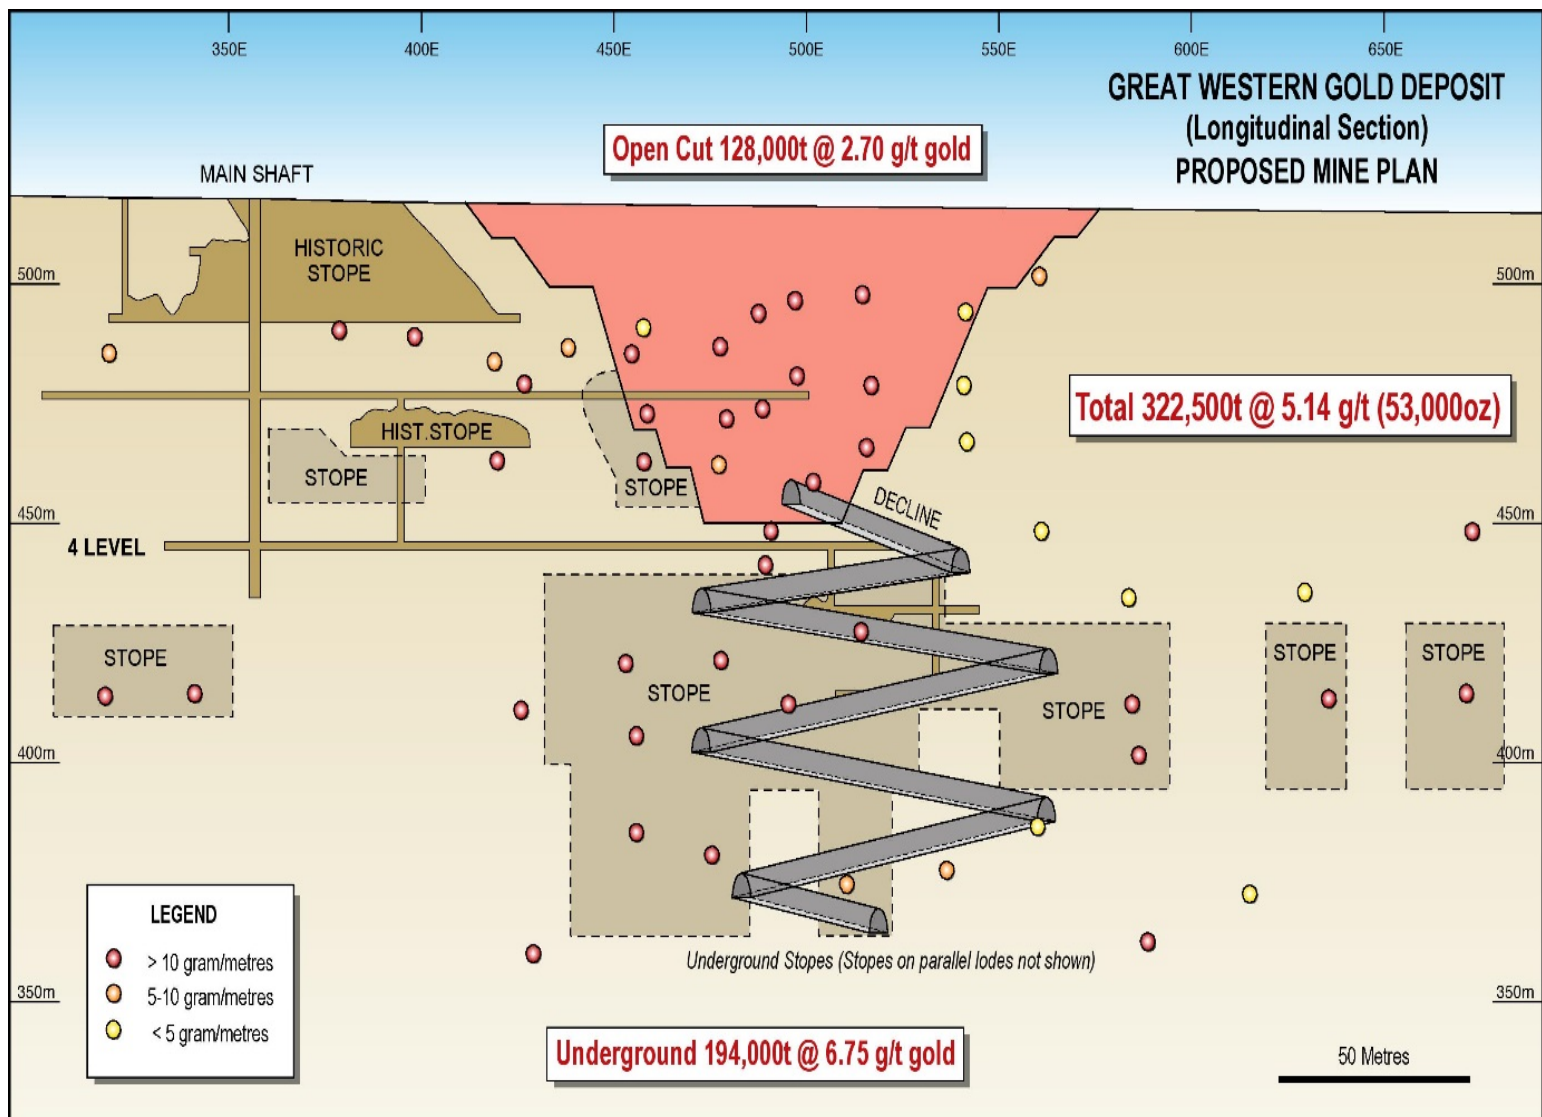 350E
400E
450E
500E
550E
600E
650E
GREAT WESTERN GOLD DEPOSIT
(Longitudinal Section)
PROPOSED MINE PLAN
Open Cut 128,000t @ 2.70 g/t gold
MAIN SHAFT
HISTORIC
STOPE
500m
500m
Total 322,500t @ 5.14 g/t (53,000oz)
HIST.STOPE
STOPE
STOPE
DECLINE
450m
450m
4 LEVEL
STOPE
STOPE
STOPE
STOPE
STOPE
400m
400m
LEGEND
> 10 gram/metres
5-10 gram/metres
< 5 gram/metres
Underground Stopes (Stopes on parallel lodes not shown)
350m
350m
Underground 194,000t @ 6.75 g/t gold
50 Metres